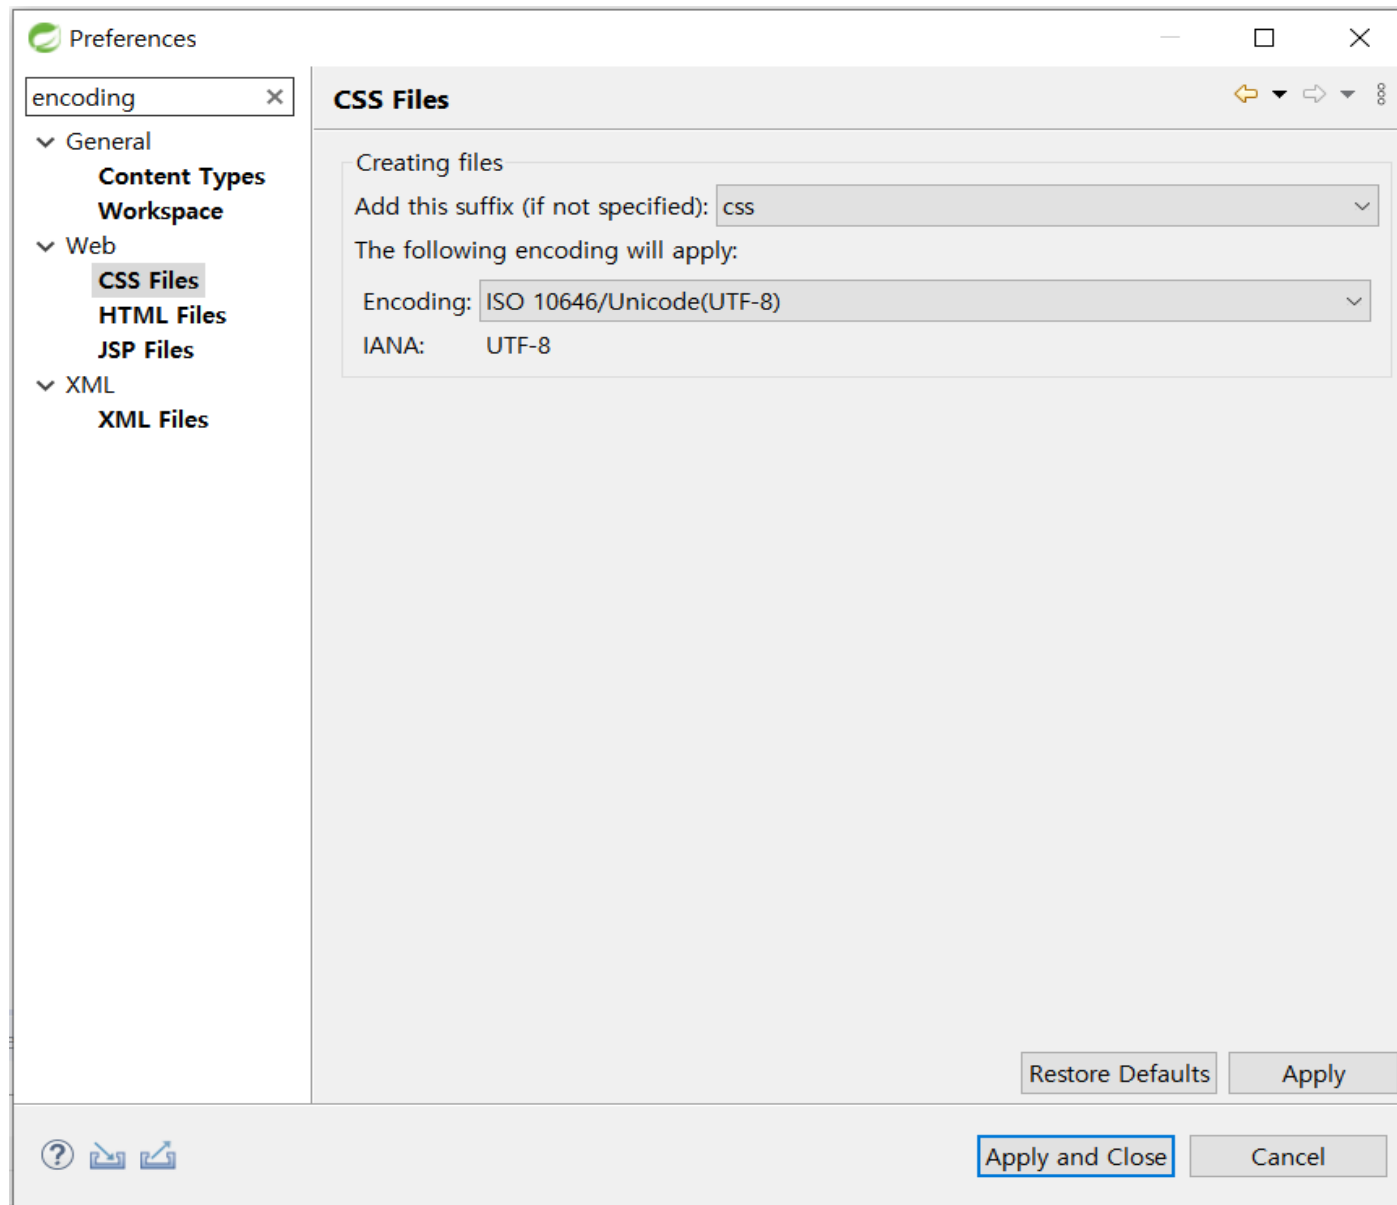 Preferences
encoding
General
Content Types
Workspace
Web
CSS Files
HTML Files
JSP Files
XML
XML Files
CSS Files
Creating files
Add this suffix (if not specified): css
The following encoding will apply:
Encoding: ISO 10646/Unicode(UTF-8)
IANA: UTF-8
Restore Defaults Apply
Apply and Close Cancel